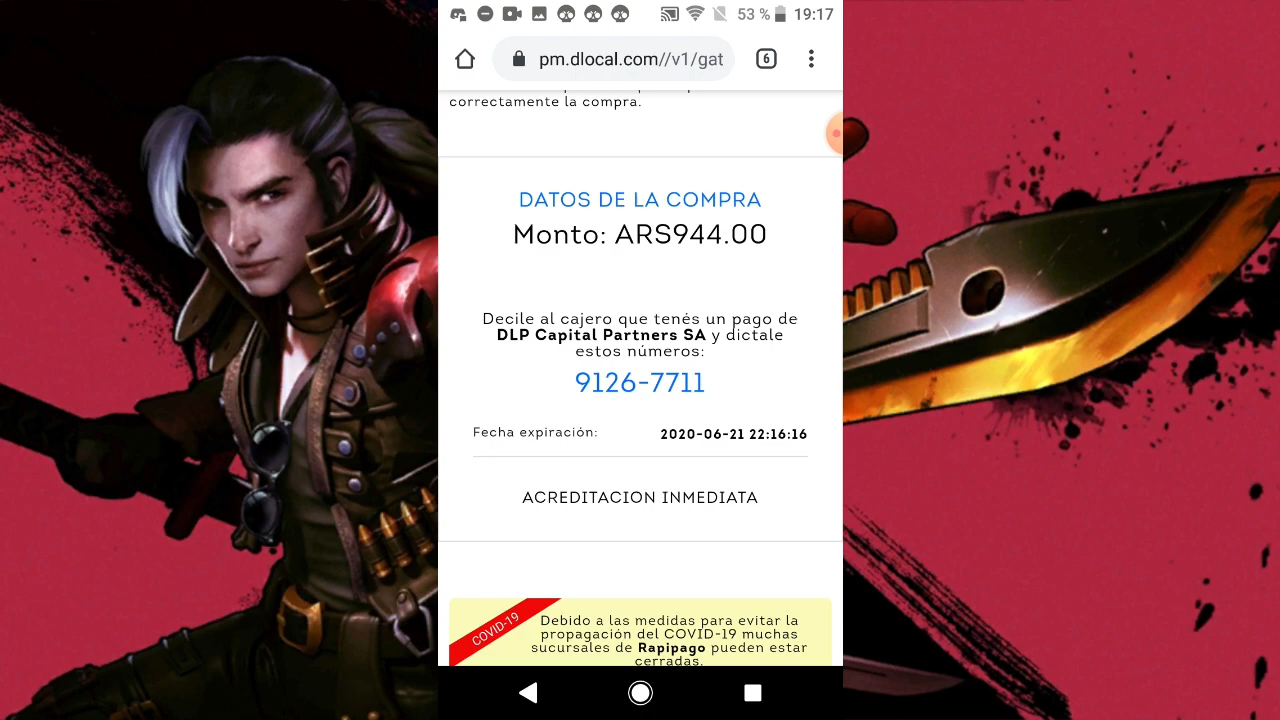 53 % 19:17
pm.dlocal.com//v1/gat 6
correctamente la compra.
DATOS DE LA COMPRA
Monto: ARS944.00
Decile al cajero que tenés un pago de
DLP Capital Partners SA y dictale
estos números:
9126-7711
Fecha expiración: 2020-06-21 22:16:16
ACREDITACION INMEDIATA
COVID-19
Debido a las medidas para evitar la
propagación del COVID-19 muchas
sucursales de Rapipago pueden estar
cerradas.